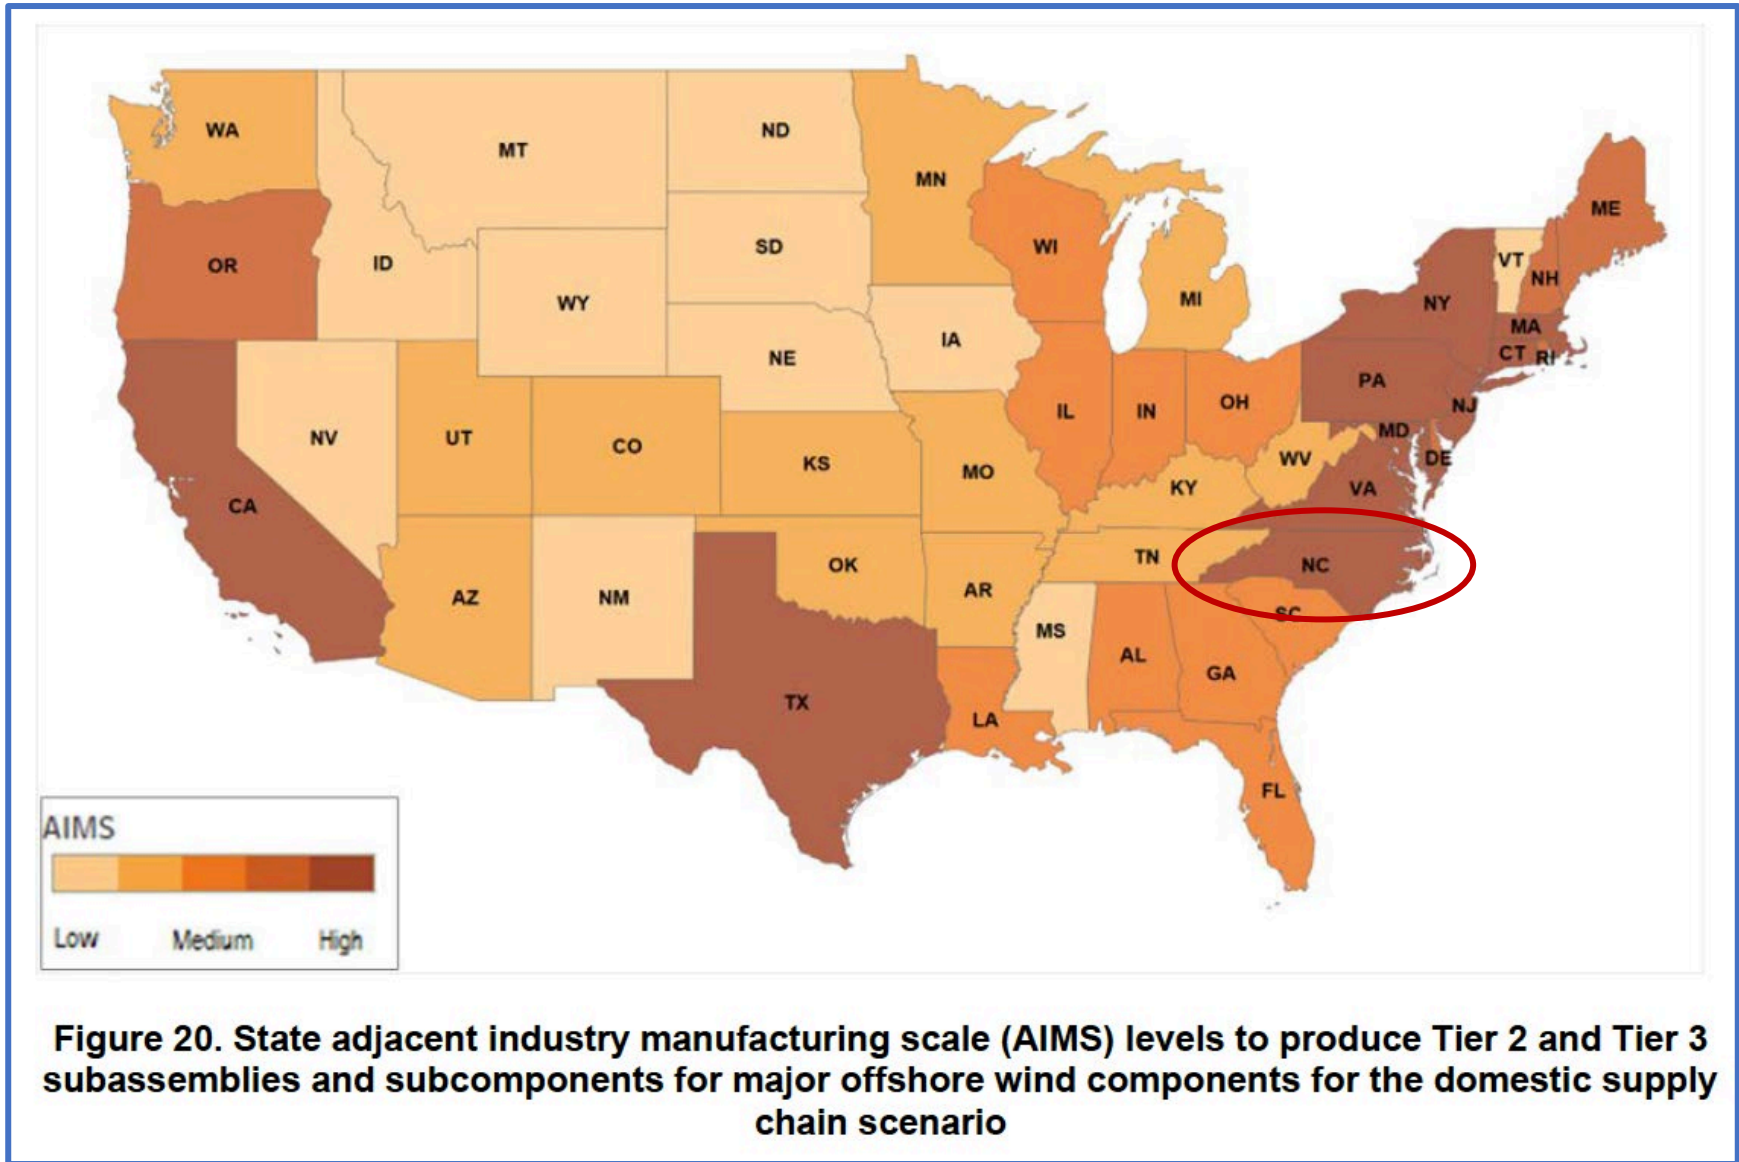 WA
MT
ND
MN
ME
OR
ID
SD
WI
VT
NH
WY
MI
NY
MA
IA
CT
RI
NE
PA
NJ
NV
UT
CO
IL
IN
OH
MD
KS
MO
WV
DE
CA
KY
VA
OK
TN
NC
AZ
NM
AR
SC
MS
AL
GA
TX
LA
FL
AIMS
Low Medium High
Figure 20. State adjacent industry manufacturing scale (AIMS) levels to produce Tier 2 and Tier 3
subassemblies and subcomponents for major offshore wind components for the domestic supply
chain scenario